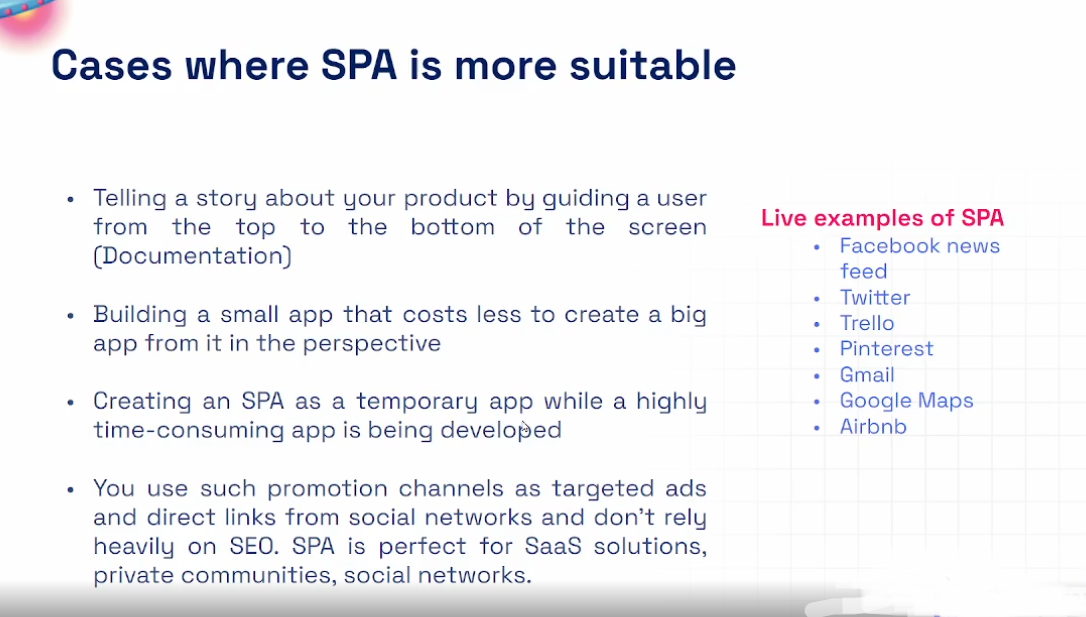 Cases where SPA is more suitable
• Telling a story about your product by guiding a user
from the top to the bottom of the screen
(Documentation)
• Building a small app that costs less to create a big
app from it in the perspective
• Creating an SPA as a temporary app while a highly
time-consuming app is being developed
• You use such promotion channels as targeted ads
and direct links from social networks and don't rely
heavily on SEO. SPA is perfect for SaaS solutions,
private communities, social networks.
Live examples of SPA
• Facebook news
feed
• Twitter
• Trello
• Pinterest
• Gmail
• Google Maps
• Airbnb